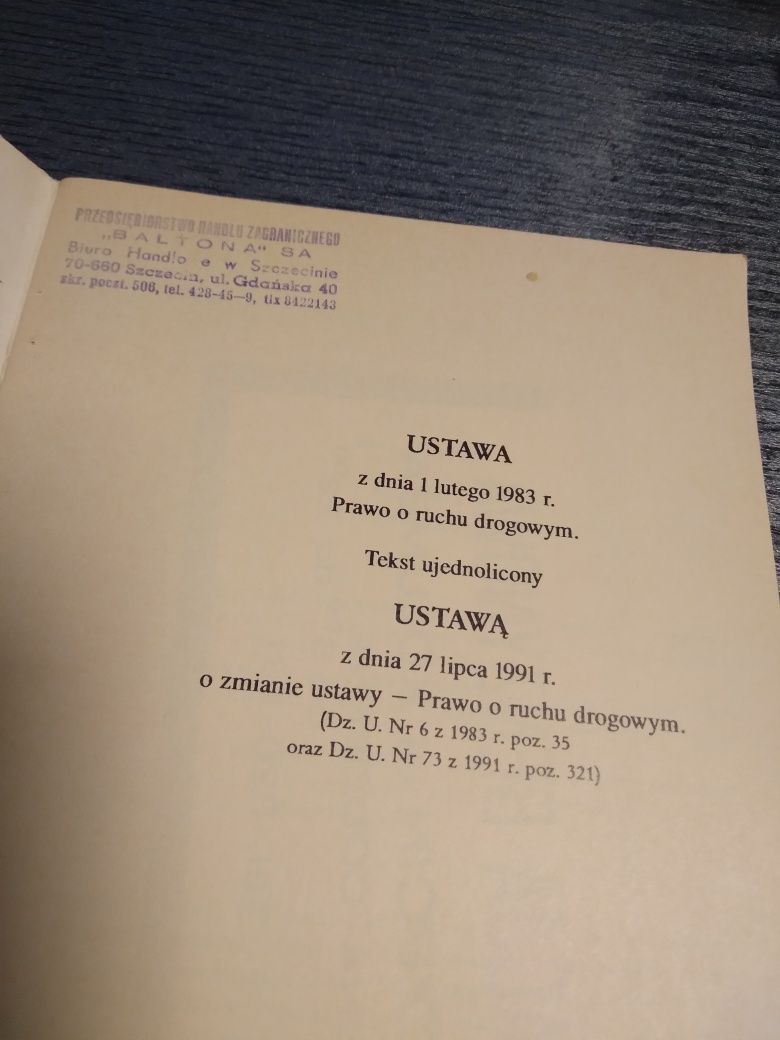 PRZEDSIĘBIORSTWO HANDLU ZAGRANICZNEGO
„BALTONA" SA
Biuro Handlo e w Szczecinie
70-660 Szczecin, ul. Gdańska 40
skr. poczt. 506, tel. 428-45—9, tlx 0422143
USTAWA
z dnia 1 lutego 1983 r.
Prawo o ruchu drogowym.
Tekst ujednolicony
USTAWĄ
z dnia 27 lipca 1991 r.
o zmianie ustawy – Prawo o ruchu drogowym.
(Dz. U. Nr 6 z 1983 r. poz. 35
oraz Dz. U. Nr 73 z 1991 r. poz. 321)